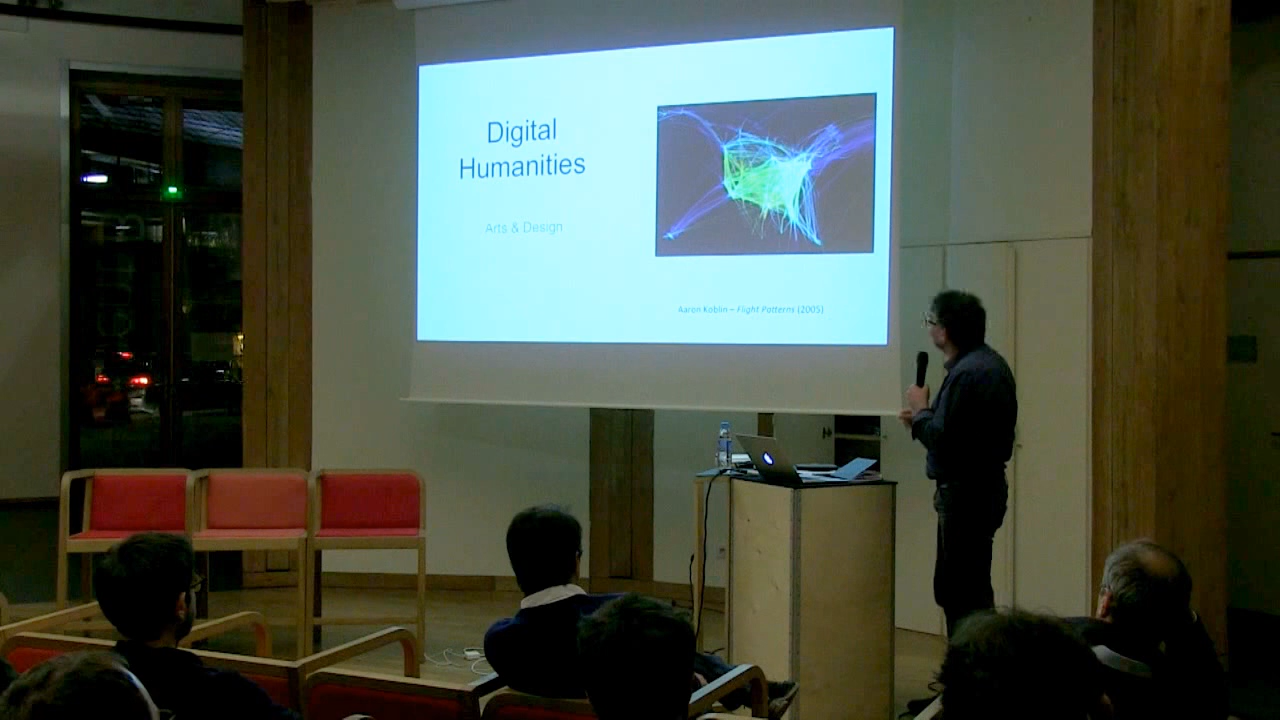 Digital
Humanities
Arts & Design
Aaron Koblin – Flight Patterns (2005)